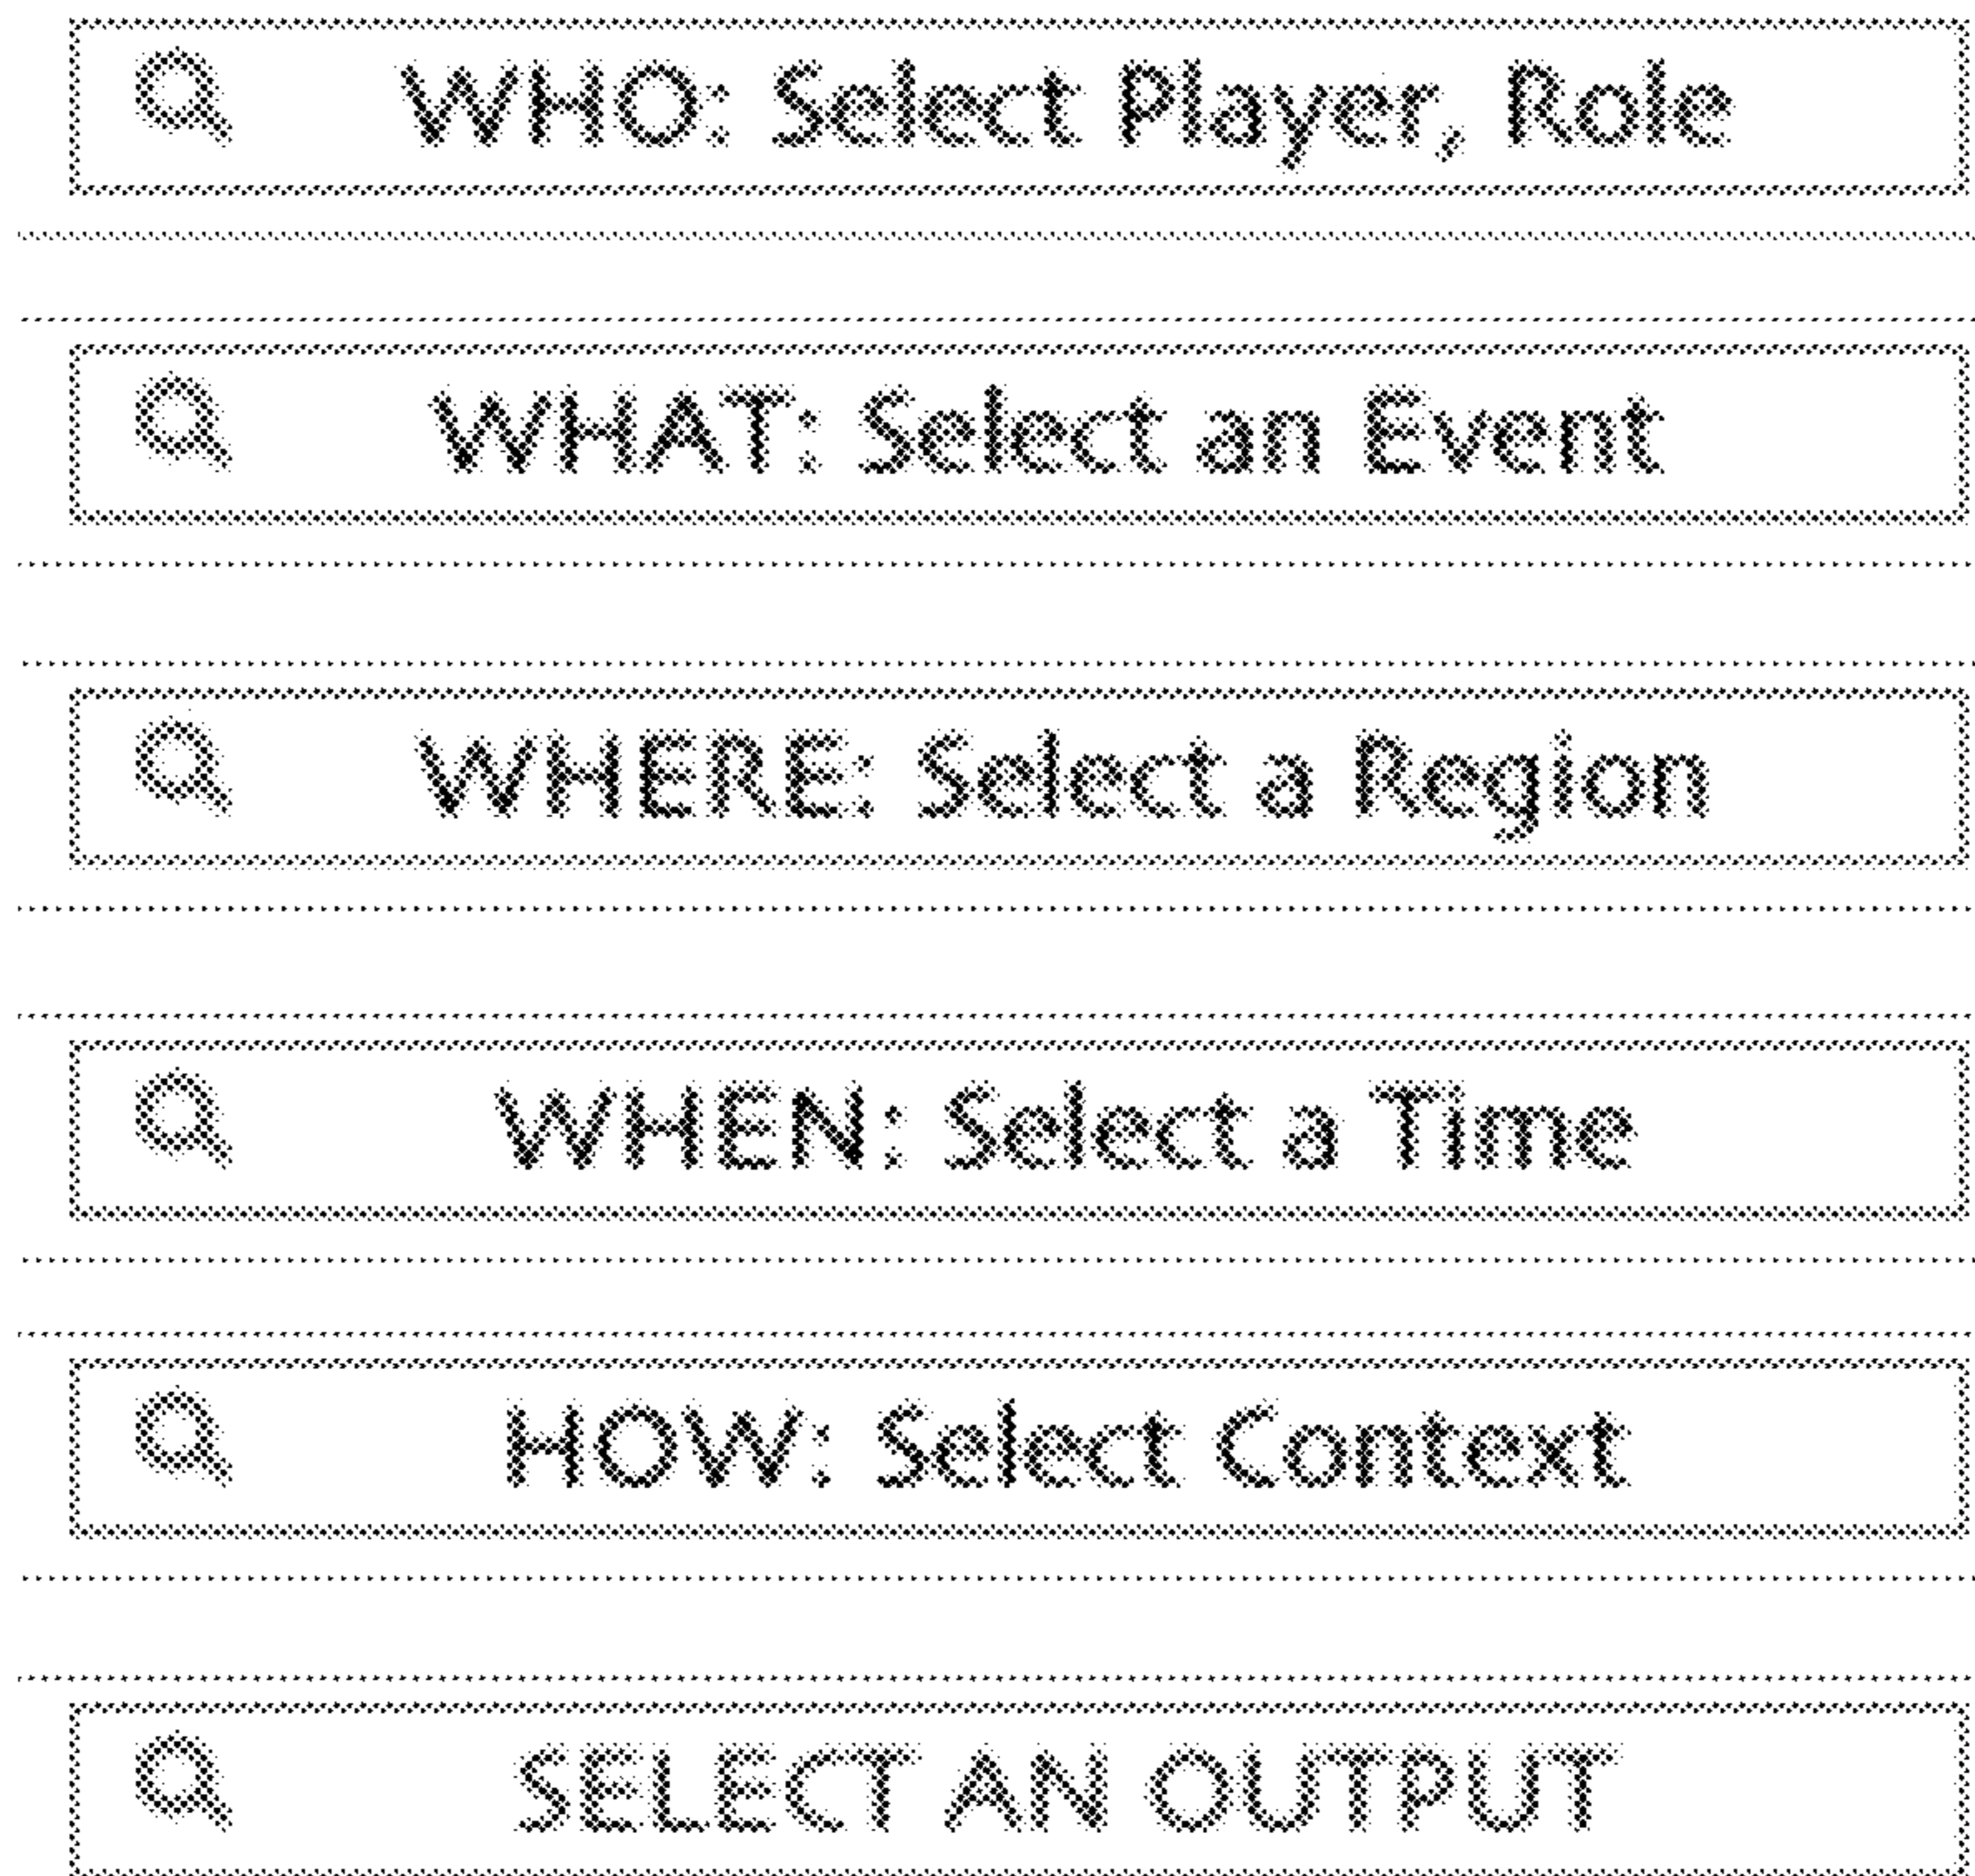 WHO: Select Player, Role
WHAT: Select an Event
WHERE: Select a Region
WHEN: Select a Time
HOW: Select Context
SELECT AN OUTPUT